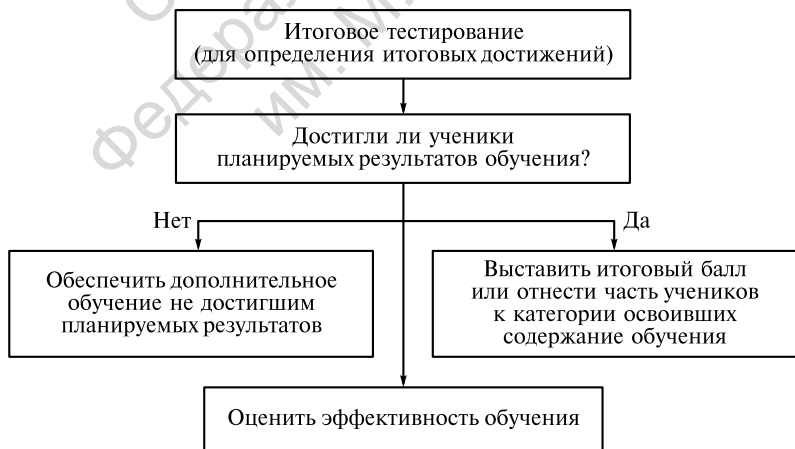 Итоговое тестирование
(для определения итоговых достижений)
Достигли ли ученики
планируемых результатов обучения?
Нет
Да
Обеспечить дополнительное
обучение не достигшим
планируемых результатов
Выставить итоговый балл
или отнести часть учеников
к категории освоивших
содержание обучения
Оценить эффективность обучения